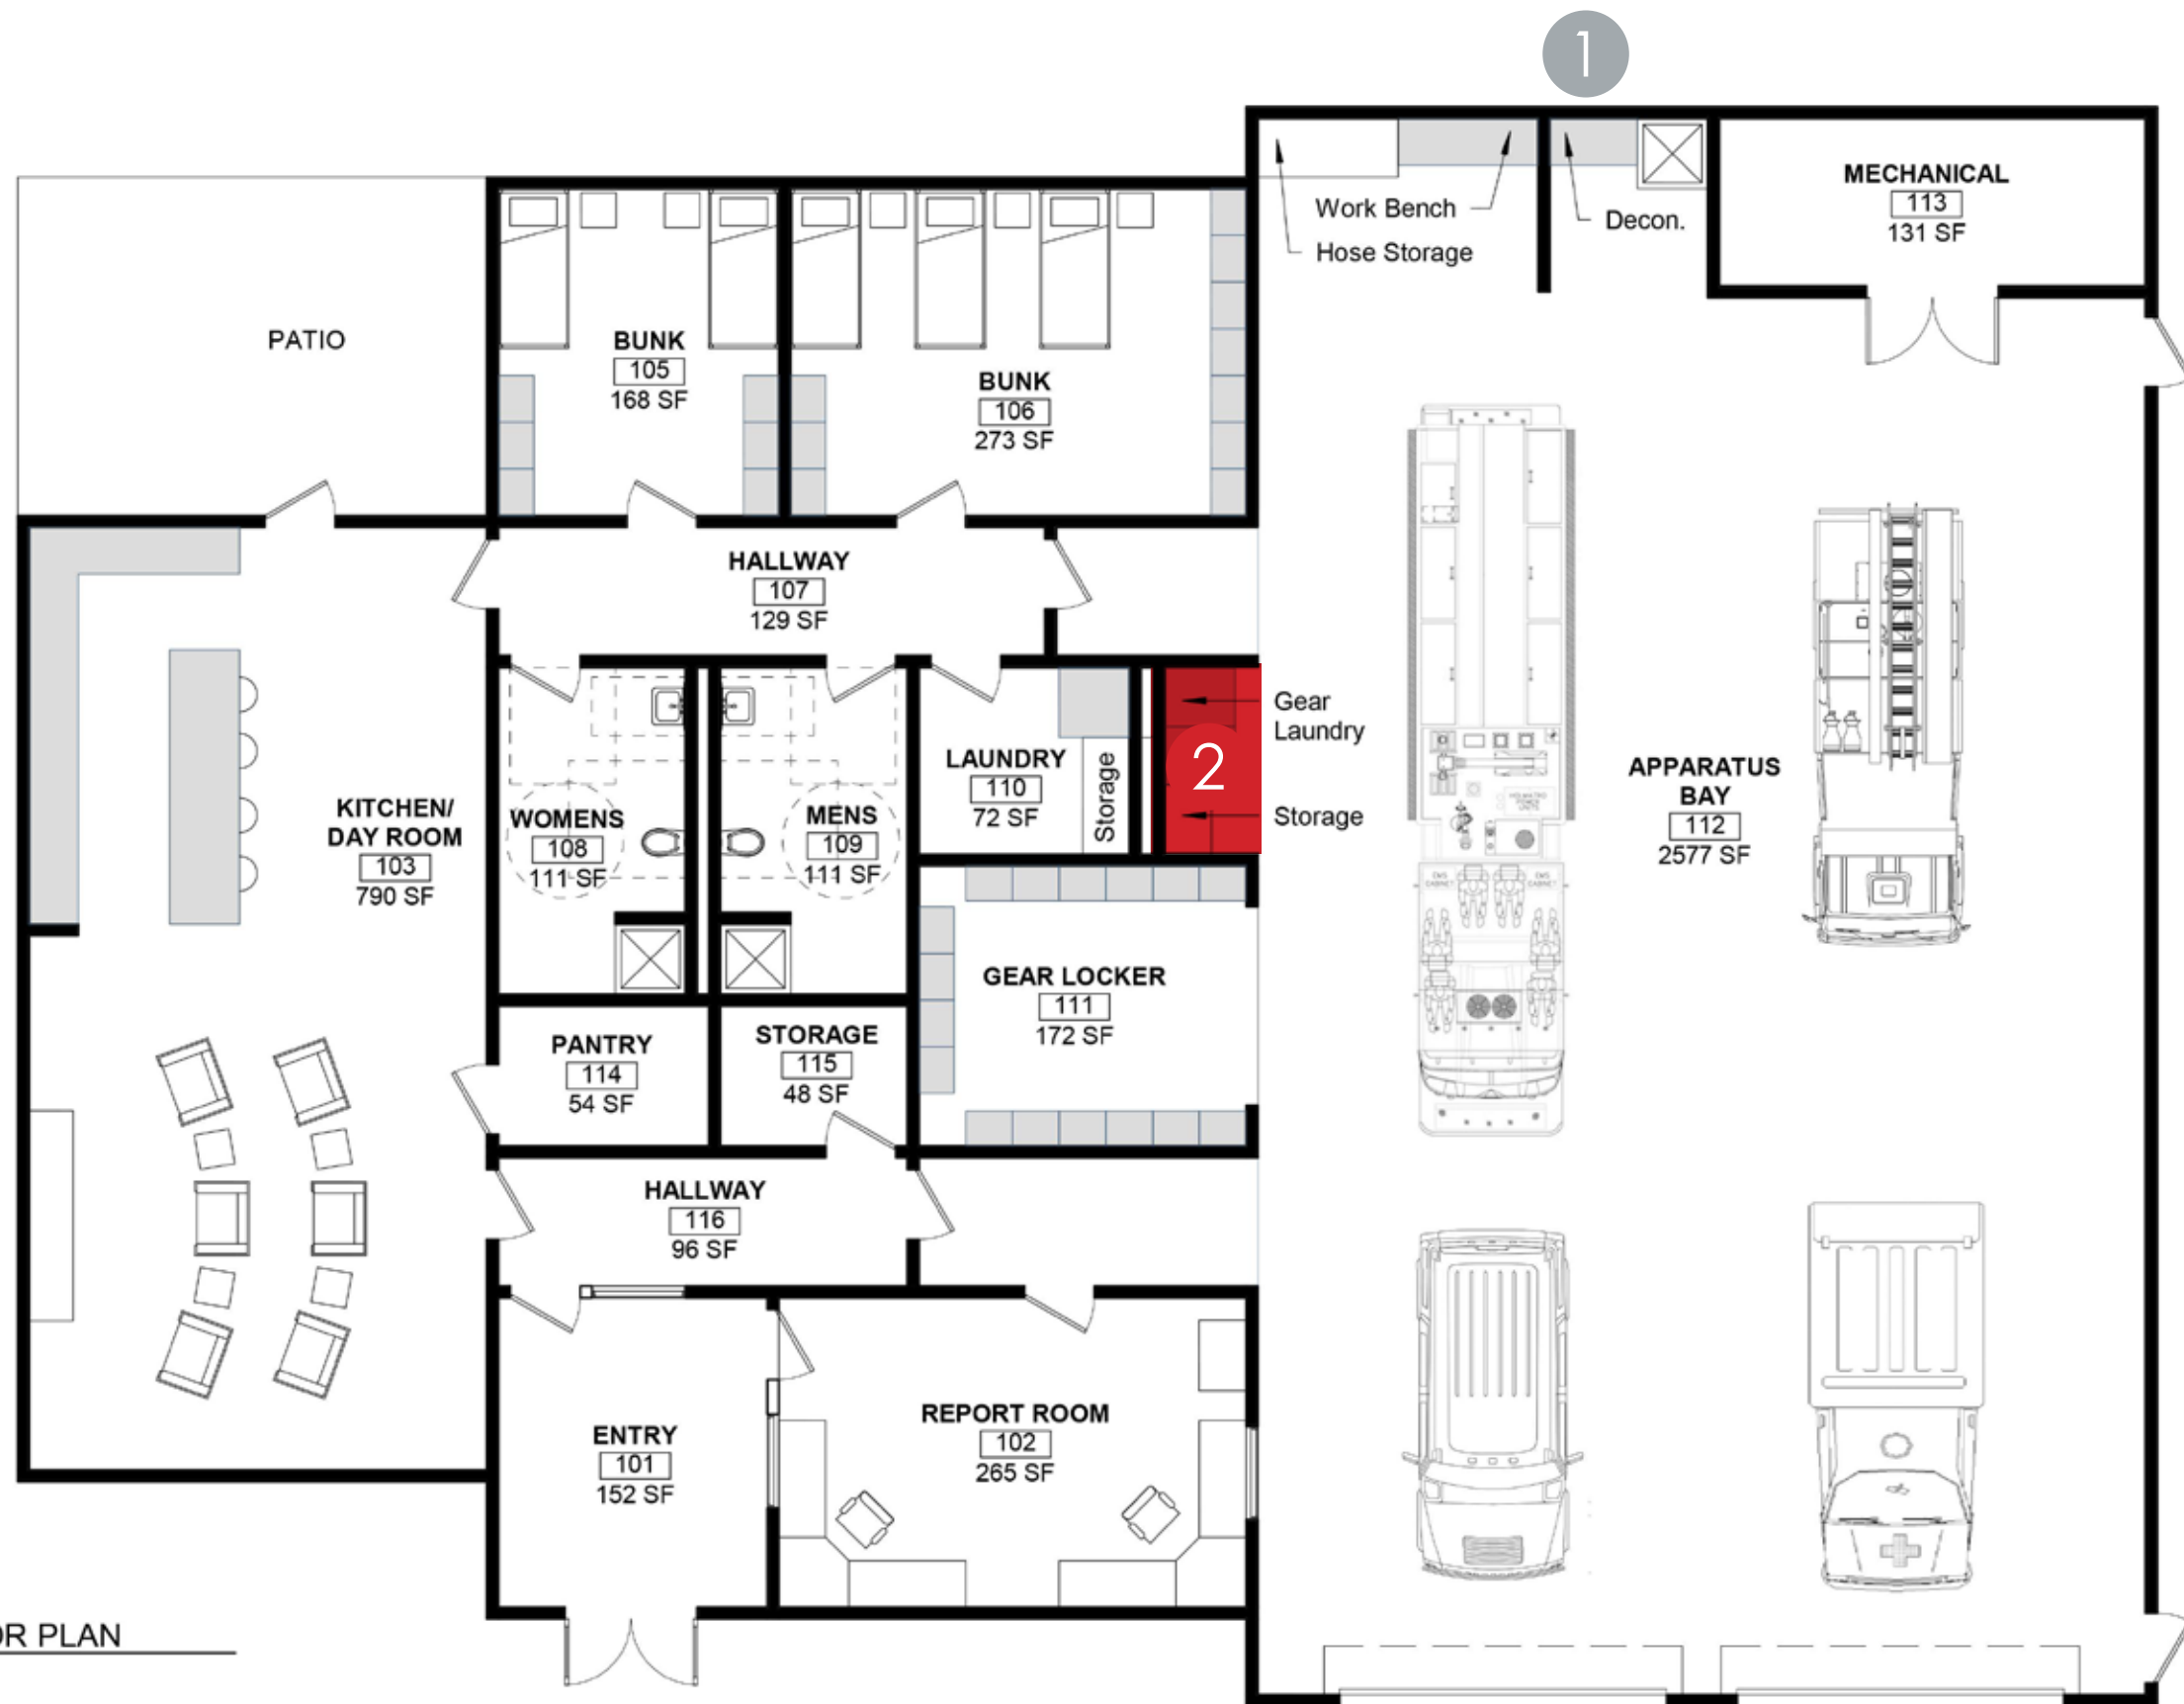 1
MECHANICAL
113
131 SF
Work Bench
Hose Storage
Decon.
PATIO
BUNK
105
168 SF
BUNK
106
273 SF
HALLWAY
107
129 SF
Gear
Laundry
2
Storage
LAUNDRY
110
72 SF
Storage
APPARATUS
BAY
112
2577 SF
KITCHEN/
DAY ROOM
103
790 SF
WOMENS
108
111 SF
MENS
109
111 SF
EMS
CABINET
EMS
CABINET
GEAR LOCKER
111
172 SF
PANTRY
114
54 SF
STORAGE
115
48 SF
HALLWAY
116
96 SF
REPORT ROOM
102
265 SF
ENTRY
101
152 SF
OR PLAN